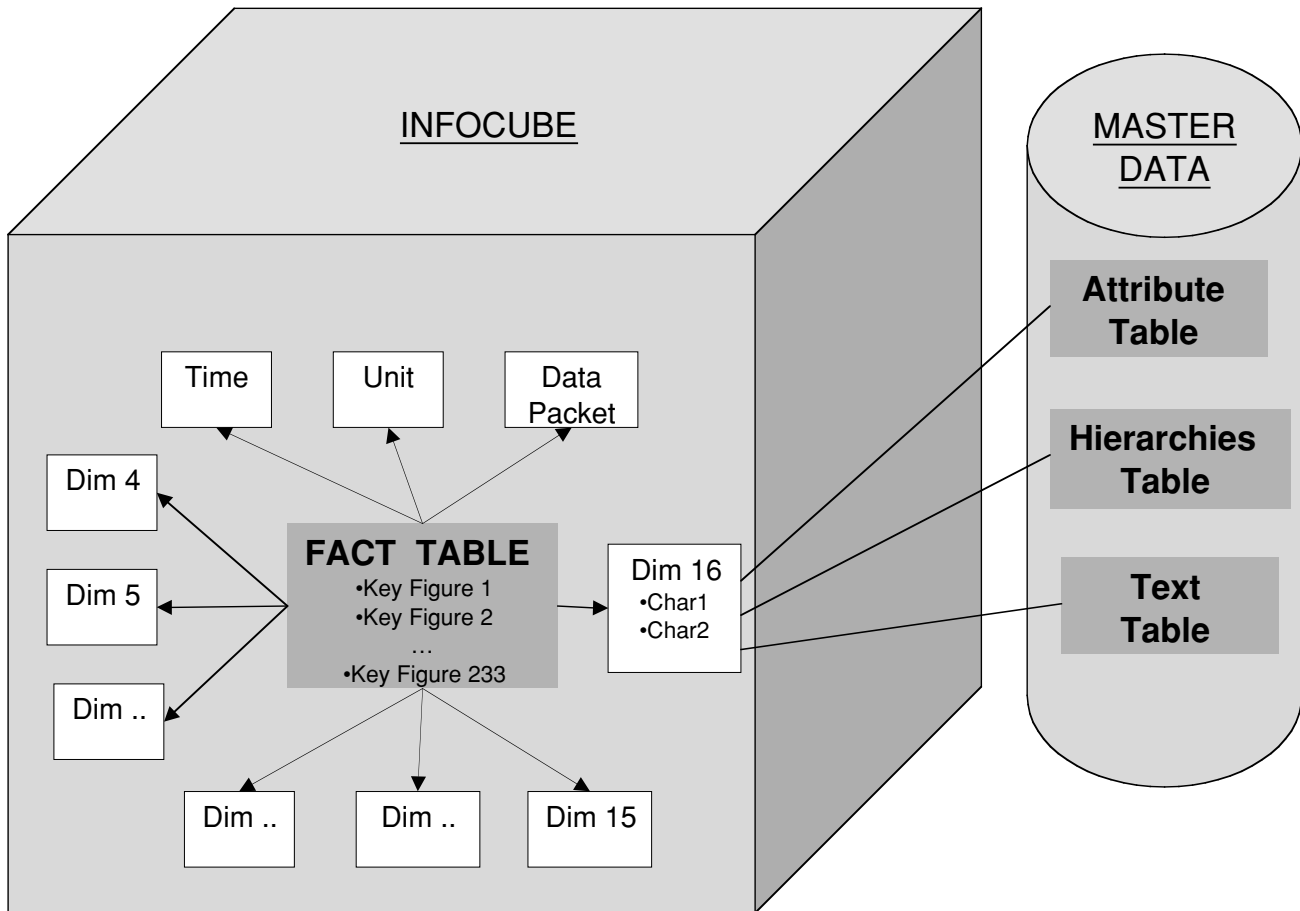 INFOCUBE
MASTER
DATA
Attribute
Table
Hierarchies
Table
Text
Table
Time
Unit
Data
Packet
Dim 4
Dim 5
Dim ..
FACT TABLE
•Key Figure 1
•Key Figure 2
...
•Key Figure 233
Dim 16
•Char1
•Char2
Dim ..
Dim ..
Dim 15